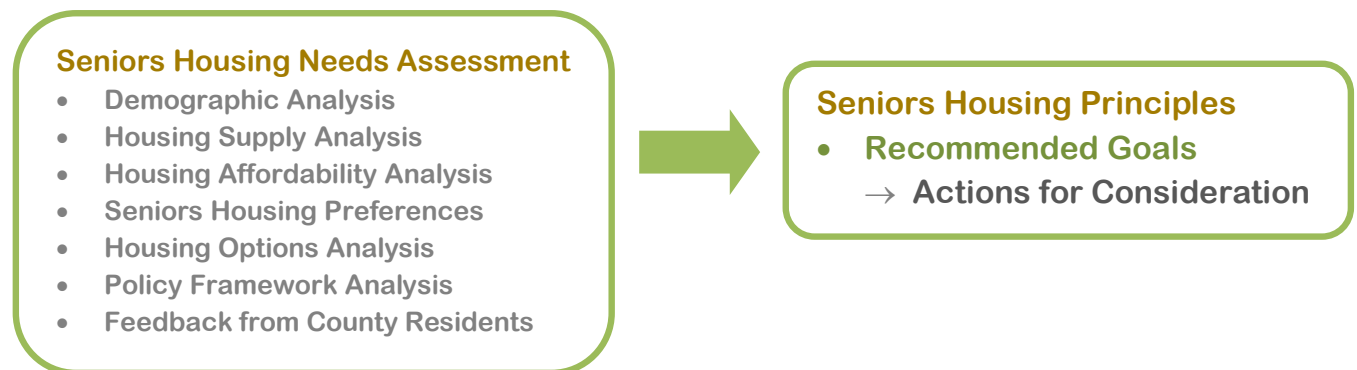 Seniors Housing Needs Assessment
• Demographic Analysis
• Housing Supply Analysis
• Housing Affordability Analysis
• Seniors Housing Preferences
• Housing Options Analysis
• Policy Framework Analysis
• Feedback from County Residents
Seniors Housing Principles
• Recommended Goals
→ Actions for Consideration